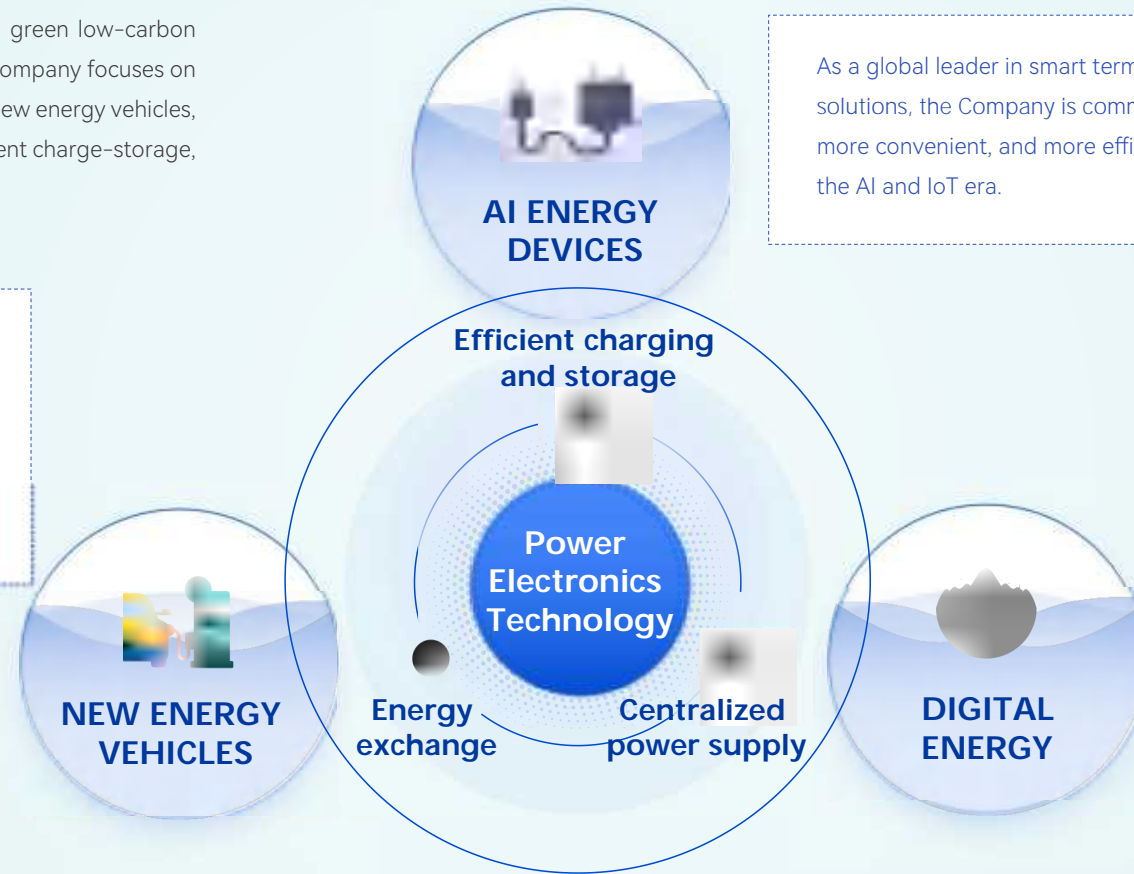 green low-carbon
ompany focuses on
ew energy vehicles,
ent charge-storage,
As a global leader in smart term
solutions, the Company is comm
more convenient, and more effi
the AI and IoT era.
AI ENERGY
DEVICES
Efficient charging
and storage
Power
Electronics
Technology
NEW ENERGY
VEHICLES
Energy
exchange
Centralized
power supply
DIGITAL
ENERGY